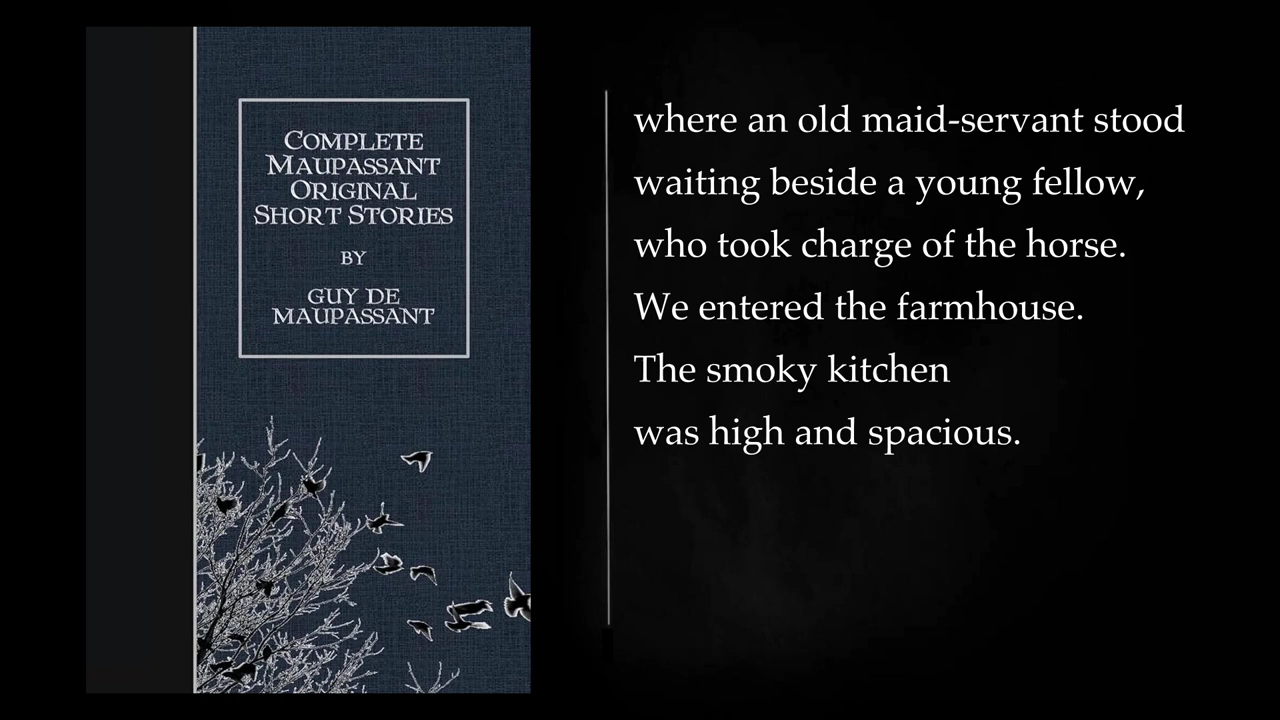 COMPLETE
MAUPASSANT
ORIGINAL
SHORT STORIES
BY
GUY DE
MAUPASSANT
where an old maid-servant stood
waiting beside a young fellow,
who took charge of the horse.
We entered the farmhouse.
The smoky kitchen
was high and spacious.